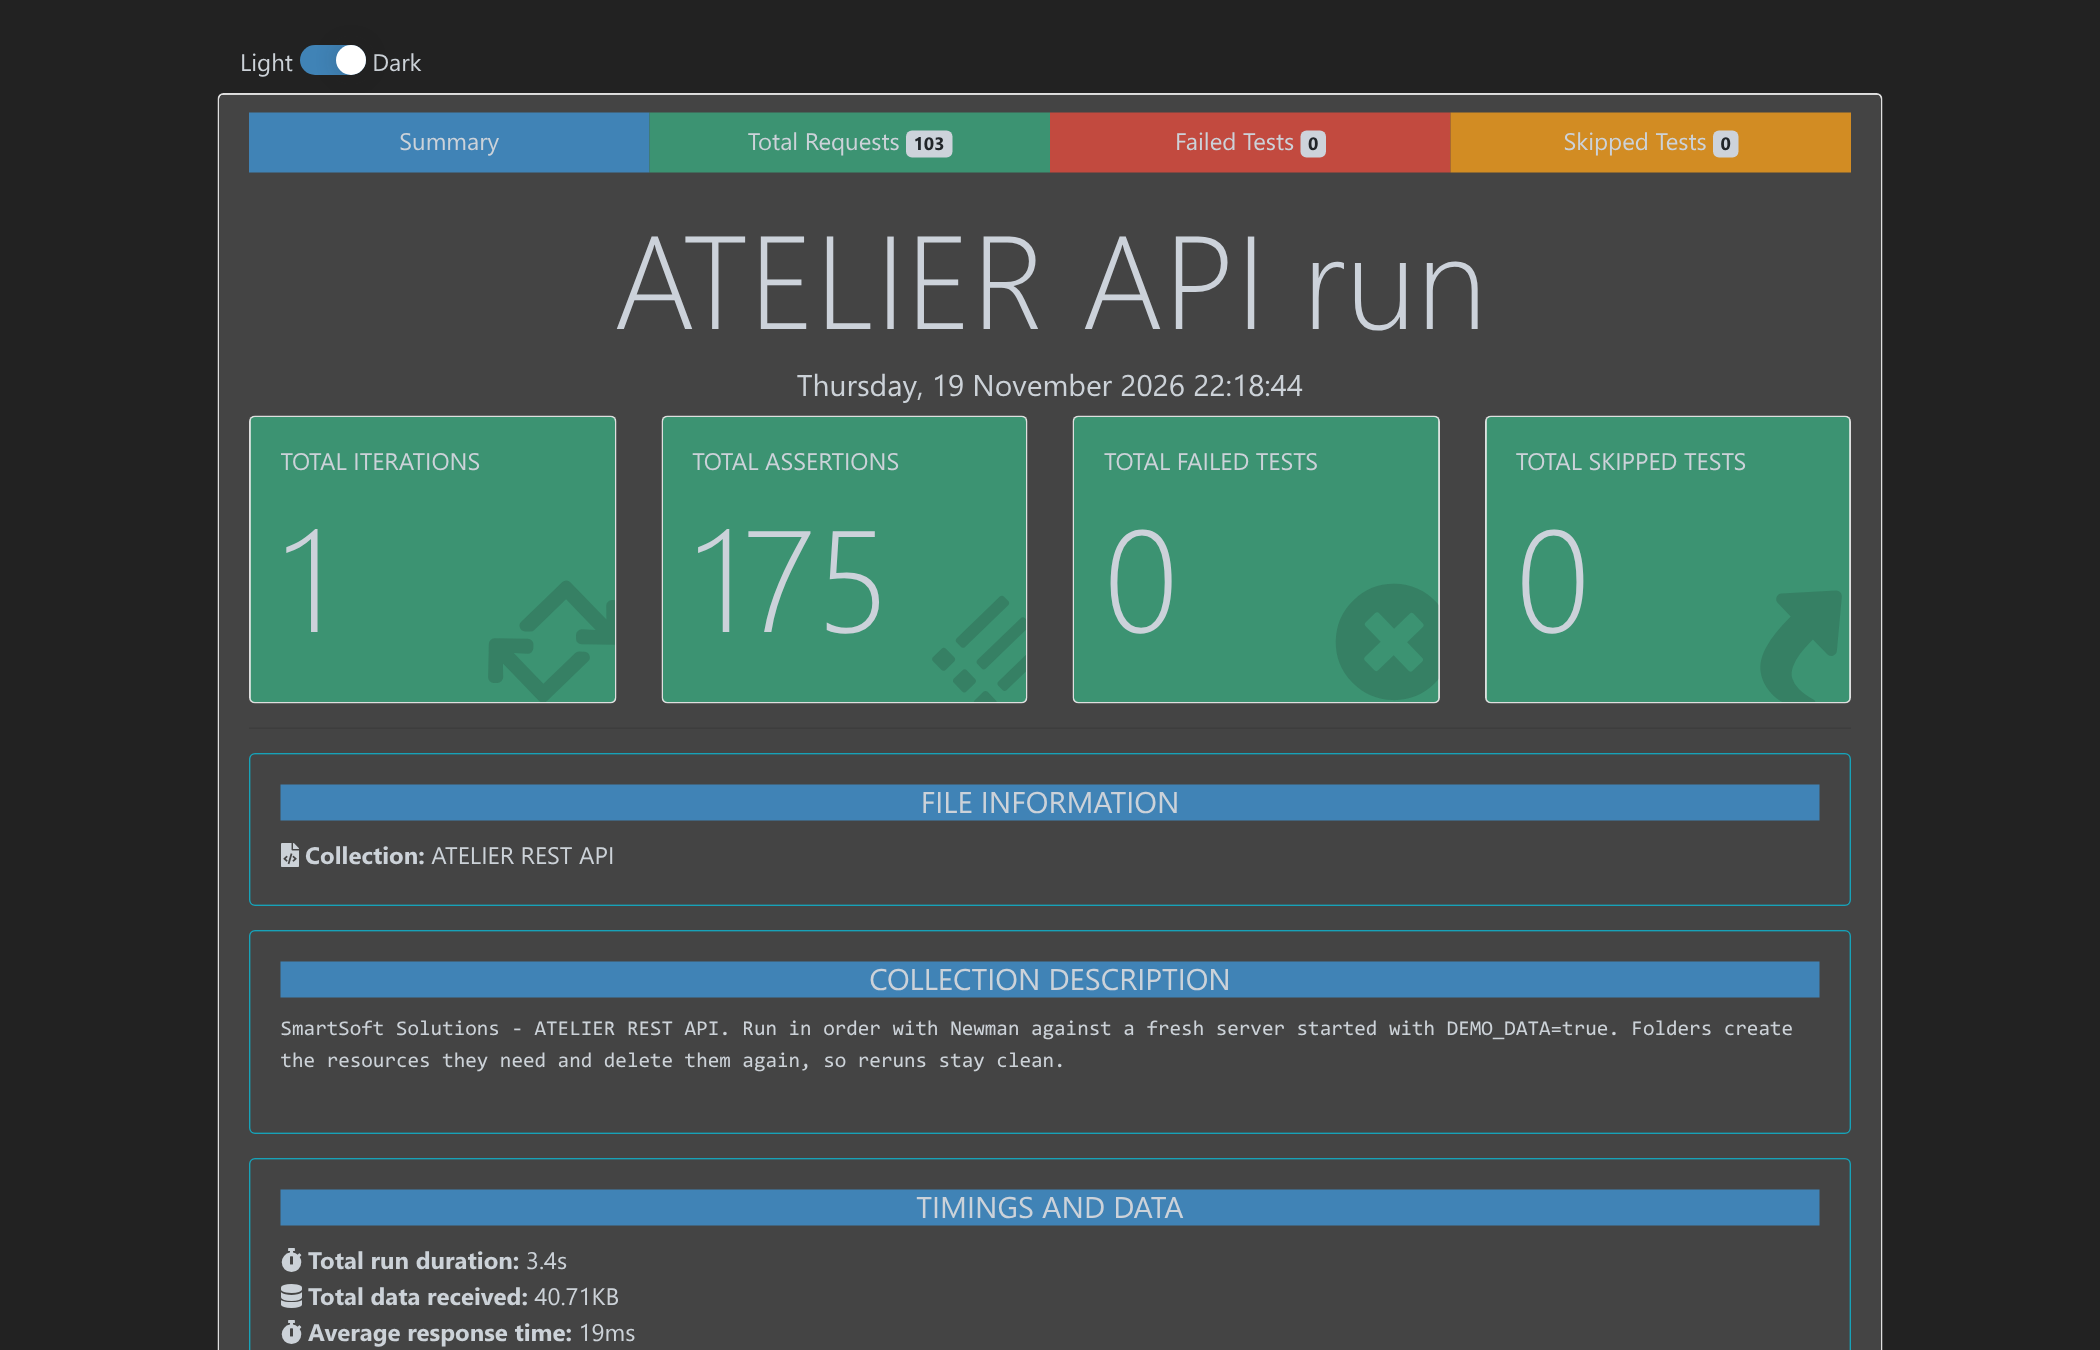 Light Dark
Summary Total Requests 103 Failed Tests 0 Skipped Tests 0
ATELIER API run
Thursday, 19 November 2026 22:18:44
TOTAL ITERATIONS
1
TOTAL ASSERTIONS
175
TOTAL FAILED TESTS
0
TOTAL SKIPPED TESTS
0
FILE INFORMATION
Collection: ATELIER REST API
COLLECTION DESCRIPTION
SmartSoft Solutions - ATELIER REST API. Run in order with Newman against a fresh server started with DEMO_DATA=true. Folders create
the resources they need and delete them again, so reruns stay clean.
TIMINGS AND DATA
Total run duration: 3.4s
Total data received: 40.71KB
Average response time: 19ms